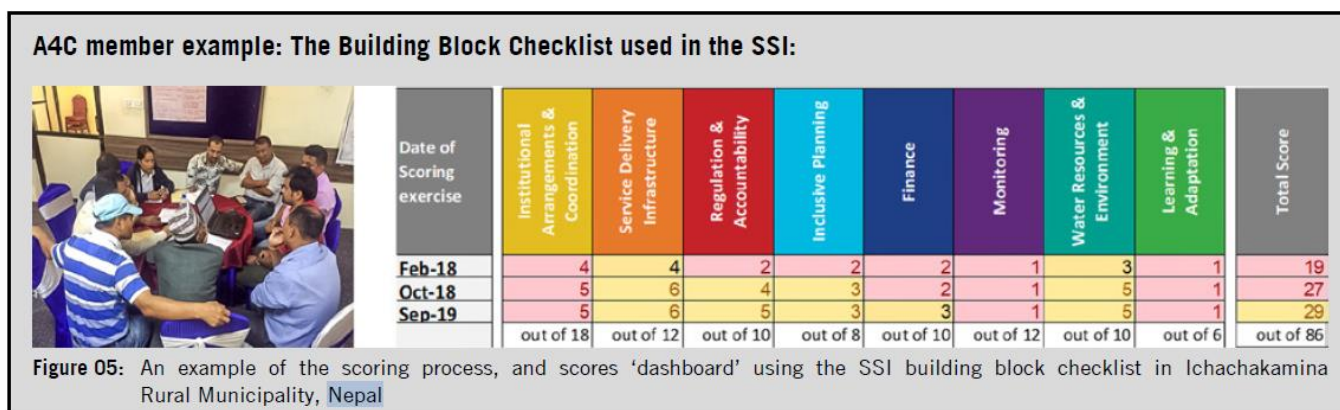 A4C member example: The Building Block Checklist used in the SSI:
Date of
Scoring
exercise
Institutional
Arrangements &
Coordination
Service Delivery
Infrastructure
Regulation &
Accountability
Inclusive Planning
Finance
Monitoring
Water Resources &
Environment
Learning &
Adaptation
Total Score
Feb-18 4 4 2 2 2 1 3 1 19
Oct-18 5 6 4 3 2 1 5 1 27
Sep-19 5 6 5 3 3 1 5 1 29
out of 18 out of 12 out of 10 out of 8 out of 10 out of 12 out of 10 out of 6 out of 86
Figure 05: An example of the scoring process, and scores ‘dashboard’ using the SSI building block checklist in Ichachakamina
Rural Municipality, Nepal